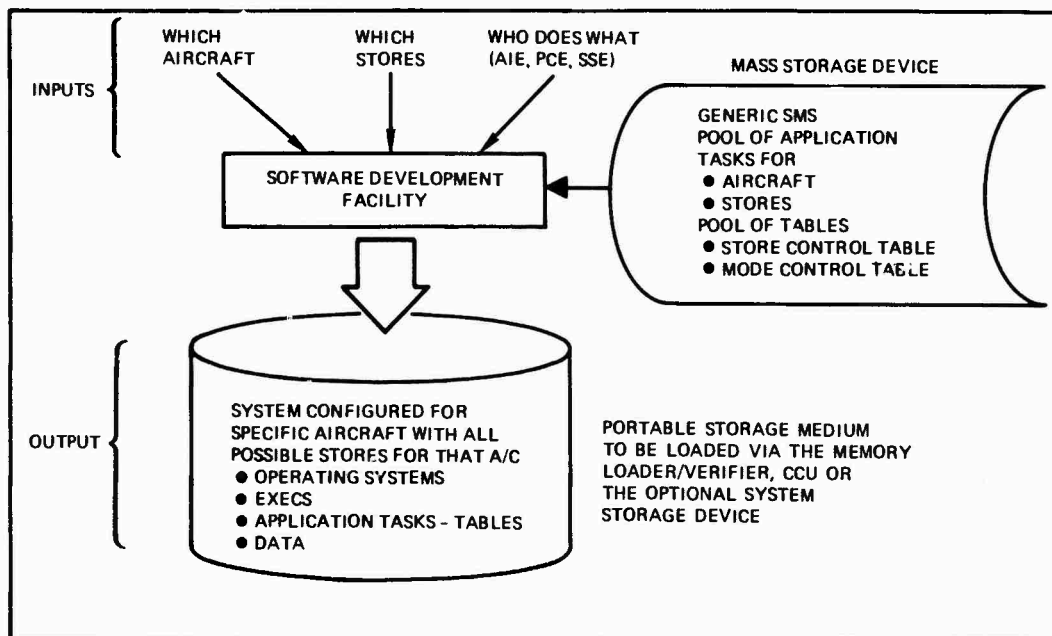 WHICH
AIRCRAFT
WHICH
STORES
WHO DOES WHAT
(AIE, PCE, SSE)
INPUTS
MASS STORAGE DEVICE
GENERIC SMS
POOL OF APPLICATION
TASKS FOR
● AIRCRAFT
● STORES
POOL OF TABLES
● STORE CONTROL TABLE
● MODE CONTROL TABLE
SOFTWARE DEVELOPMENT
FACILITY
OUTPUT
SYSTEM CONFIGURED FOR
SPECIFIC AIRCRAFT WITH ALL
POSSIBLE STORES FOR THAT A/C
● OPERATING SYSTEMS
● EXECS
● APPLICATION TASKS - TABLES
● DATA
PORTABLE STORAGE MEDIUM
TO BE LOADED VIA THE MEMORY
LOADER/VERIFIER, CCU OR
THE OPTIONAL SYSTEM
STORAGE DEVICE